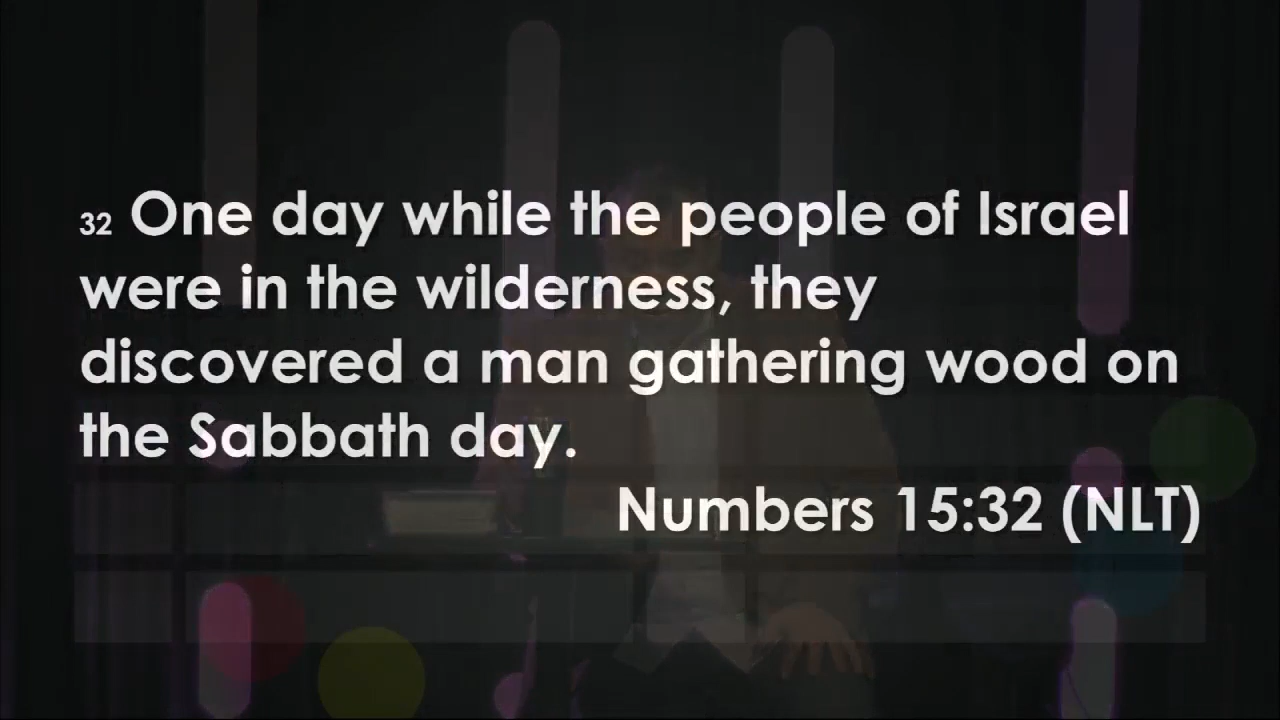 32 One day while the people of Israel
were in the wilderness, they
discovered a man gathering wood on
the Sabbath day.
Numbers 15:32 (NLT)